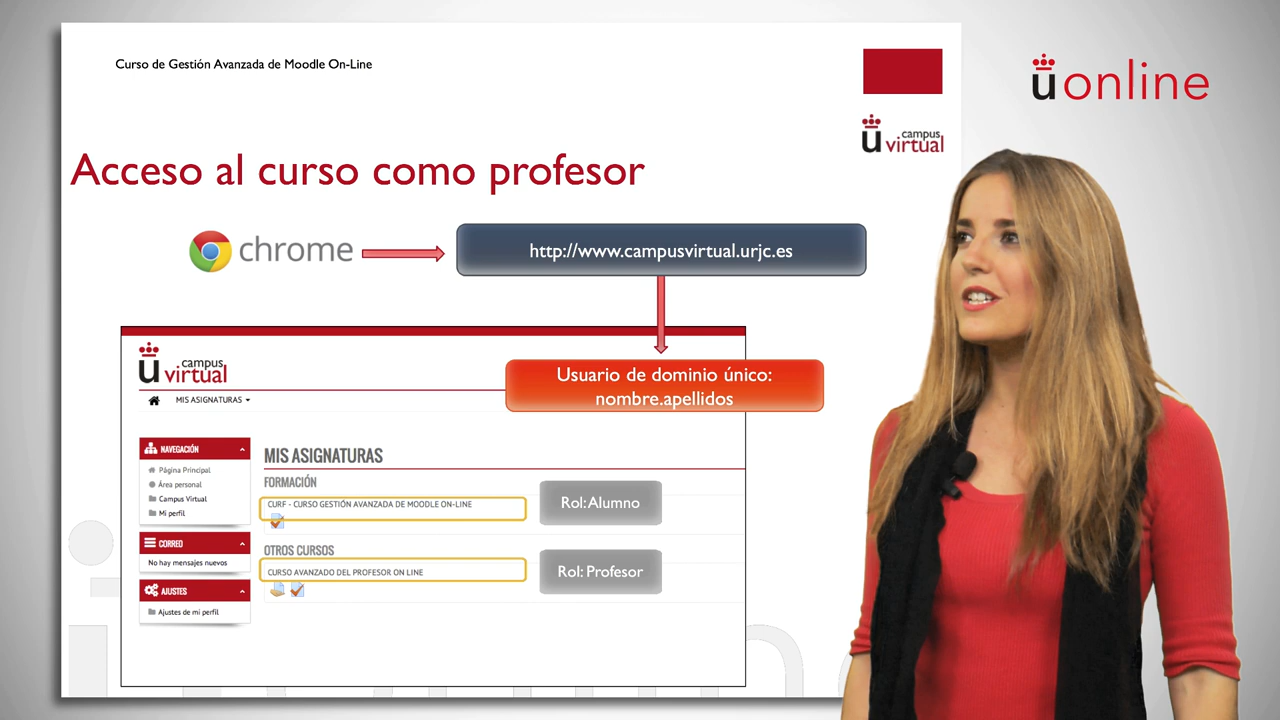 Curso de Gestión Avanzada de Moodle On-Line
uonline
campus
u virtual
Acceso al curso como profesor
chrome
http://www.campusvirtual.urjc.es
Usuario de dominio único:
nombre.apellidos
campus
u virtual
MIS ASIGNATURAS
NAVEGACIÓN
Página Principal
Área personal
Campus Virtual
Mi perfil
CORREO
No hay mensajes nuevos
AJUSTES
Ajustes de mi perfil
MIS ASIGNATURAS
FORMACIÓN
CURF - CURSO GESTIÓN AVANZADA DE MOODLE ON-LINE
Rol: Alumno
OTROS CURSOS
CURSO AVANZADO DEL PROFESOR ON LINE
Rol: Profesor